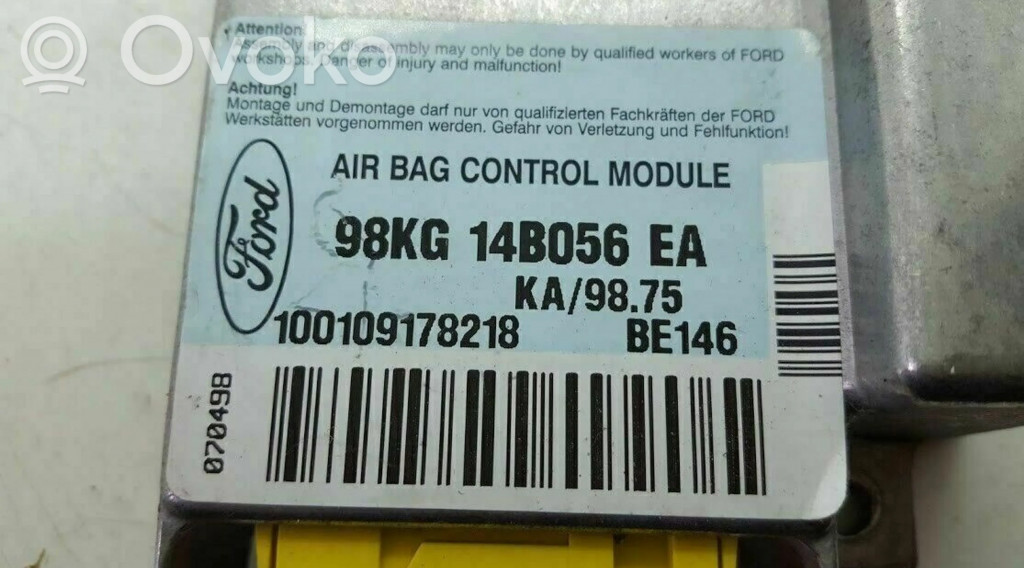 Ovoko
Attention!
Assembly and disassembly may only be done by qualified workers of FORD
workshops. Danger of injury and malfunction!
Achtung!
Montage und Demontage darf nur von qualifizierten Fachkräften der FORD
Werkstätten vorgenommen werden. Gefahr von Verletzung und Fehlfunktion!
AIR BAG CONTROL MODULE
Ford
98KG 14B056 EA
KA/98.75
100109178218 BE146
070498